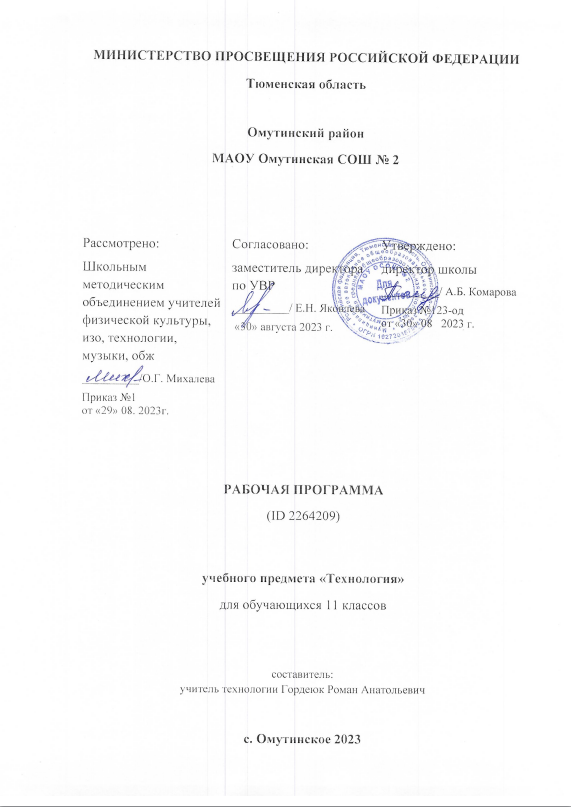 МИНИСТЕРСТВО ПРОСВЕЩЕНИЯ РОССИЙСКОЙ ФЕДЕРАЦИИ
Тюменская область
Омутинский район
МАОУ Омутинская СОШ № 2
Рассмотрено:
Школьным
методическим
объединением учителей
физической культуры,
изо, технологии,
музыки, обж
/О.Г. Михалева
Приказ №1
от «29» 08. 2023г.
Согласовано:
заместитель директора
по УВР
/ Е.Н. Яковлева
«30» августа 2023 г.
Утверждено:
директор школы
/ А.Б. Комарова
Приказ №123-од
от «30» 08 2023 г.
Для
документов
РАБОЧАЯ ПРОГРАММА
(ID 2264209)
учебного предмета «Технология»
для обучающихся 11 классов
составитель:
учитель технологии Гордеюк Роман Анатольевич
с. Омутинское 2023